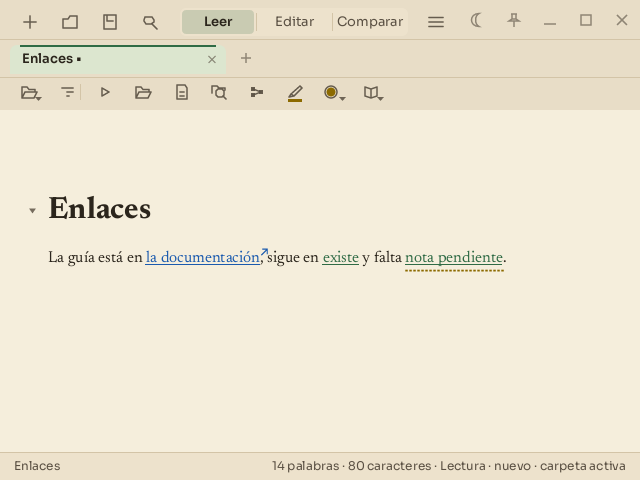 Leer Editar Comparar
Enlaces
Enlaces
La guía está en la documentación, sigue en existe y falta nota pendiente.
Enlaces 14 palabras · 80 caracteres · Lectura · nuevo · carpeta activa